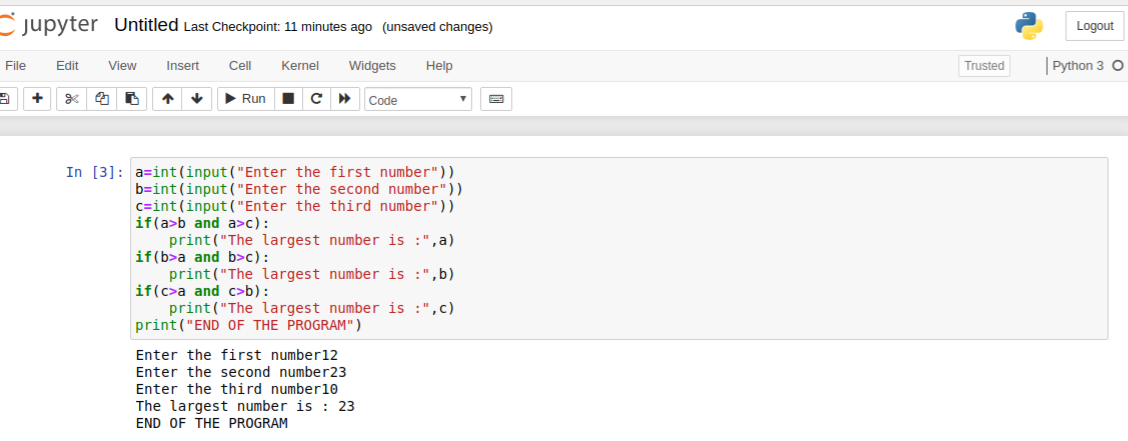 jupyter Untitled Last Checkpoint: 11 minutes ago (unsaved changes) Logout
File Edit View Insert Cell Kernel Widgets Help Trusted Python 3
Run Code
In [3]: a=int(input("Enter the first number"))
b=int(input("Enter the second number"))
c=int(input("Enter the third number"))
if(a>b and a>c):
    print("The largest number is :",a)
if(b>a and b>c):
    print("The largest number is :",b)
if(c>a and c>b):
    print("The largest number is :",c)
print("END OF THE PROGRAM")
Enter the first number12
Enter the second number23
Enter the third number10
The largest number is : 23
END OF THE PROGRAM